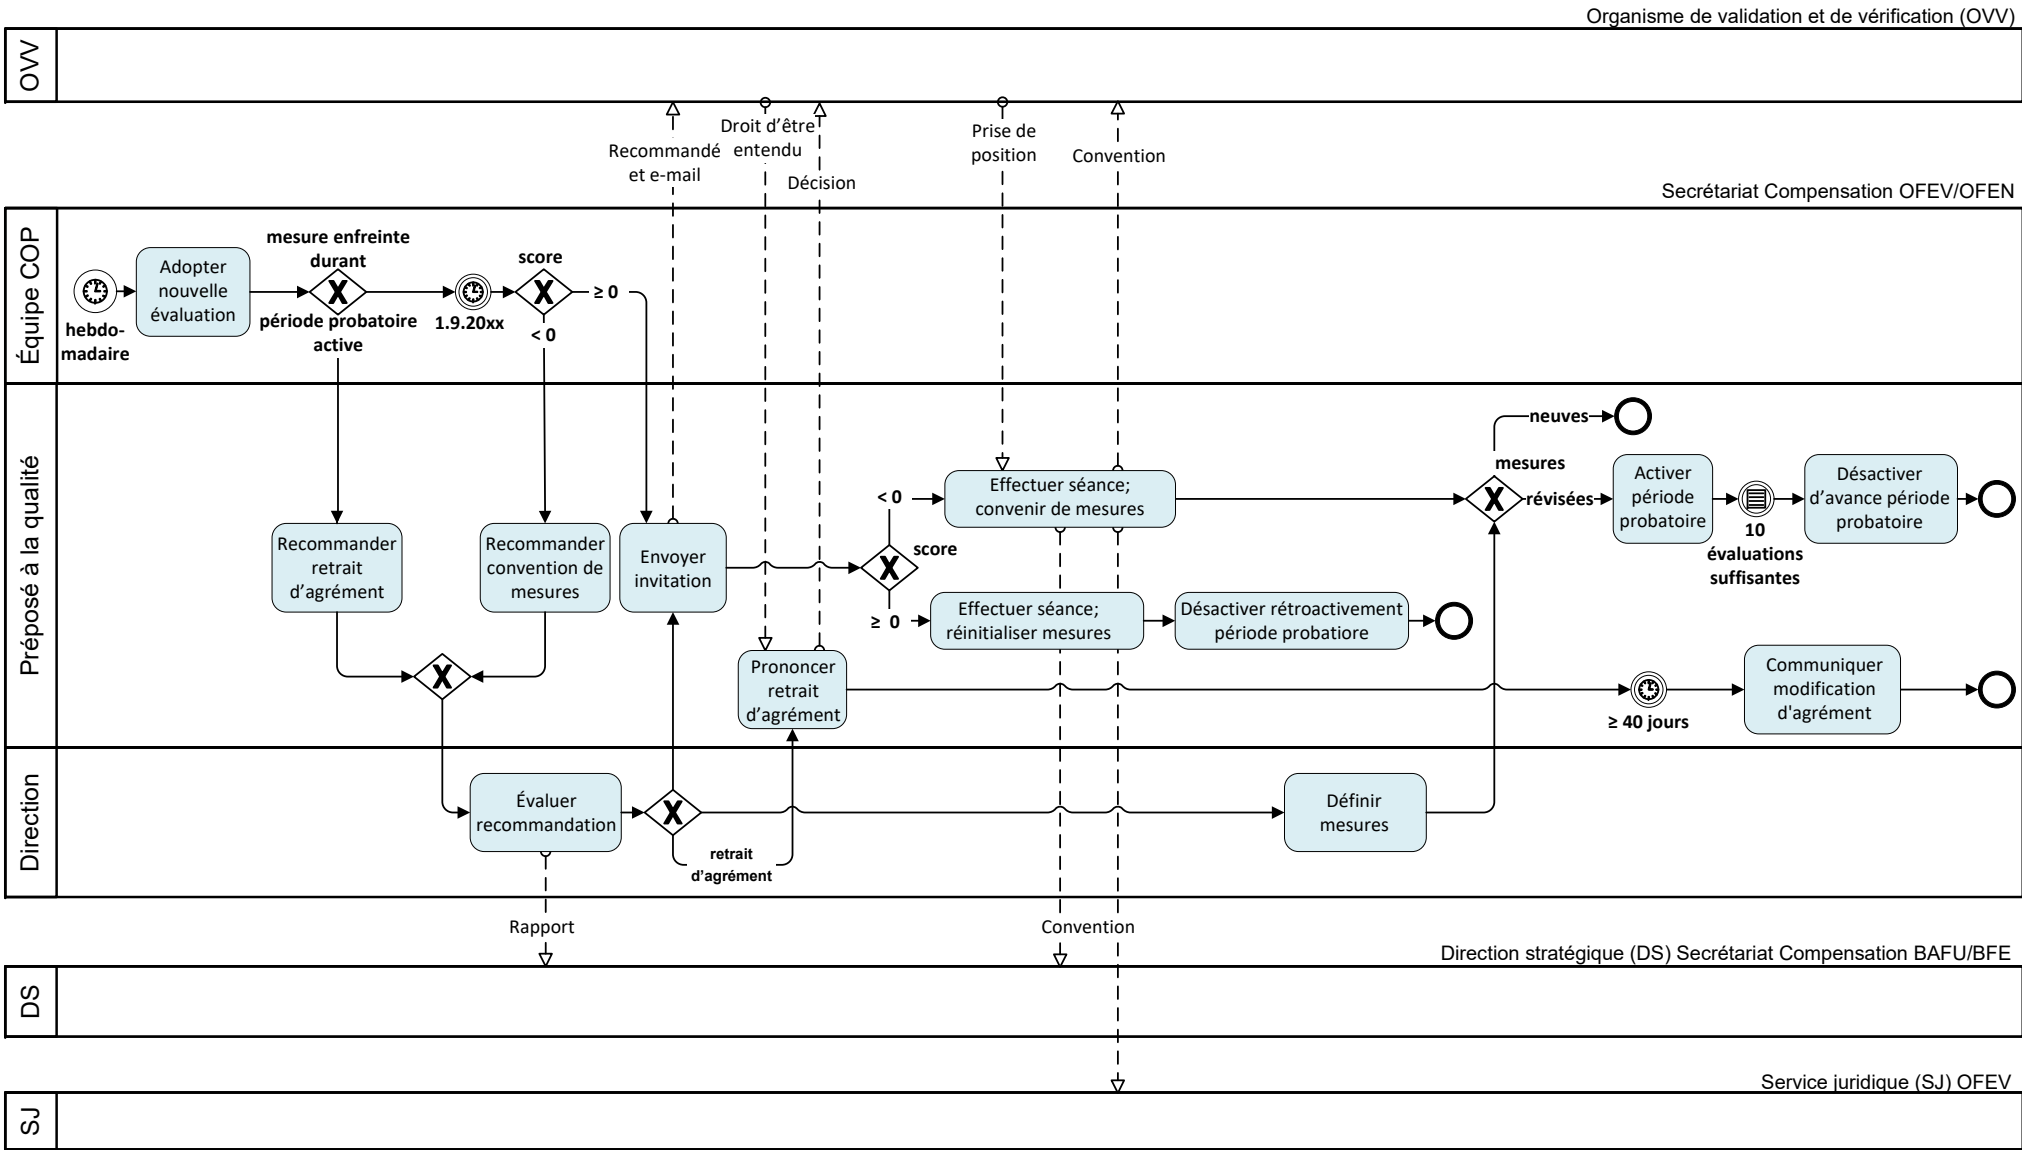 Organisme de validation et de vérification (OVV)
OVV
Droit d'être
entendu
Recommandé
et e-mail
Décision
Prise de
position
Convention
Secrétariat Compensation OFEV/OFEN
Équipe COP
hebdo-
madaire
Adopter
nouvelle
évaluation
mesure enfreinte
durant
X
période probatoire
active
1.9.20xx
score
X
≥ 0
< 0
Préposé à la qualité
Recommander
retrait
d'agrément
Recommander
convention de
mesures
X
Envoyer
invitation
Prononcer
retrait
d'agrément
< 0
score
X
≥ 0
Effectuer séance;
convenir de mesures
Effectuer séance;
réinitialiser mesures
Désactiver rétroactivement
période probatiore
neuves
mesures
X
révisées
Activer
période
probatoire
10
évaluations
suffisantes
Désactiver
d'avance période
probatoire
≥ 40 jours
Communiquer
modification
d'agrément
Direction
Évaluer
recommandation
X
retrait
d'agrément
Définir
mesures
Rapport
Convention
Direction stratégique (DS) Secrétariat Compensation BAFU/BFE
DS
Service juridique (SJ) OFEV
SJ